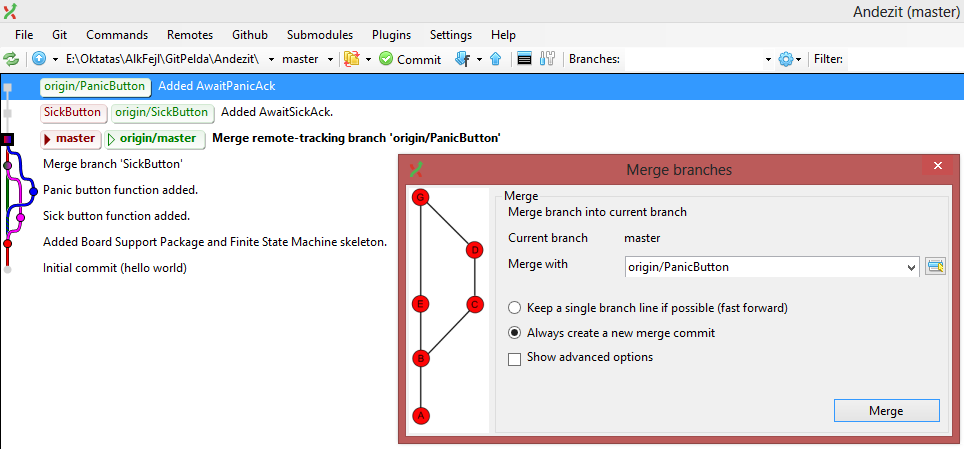 Andezit (master)
File Git Commands Remotes Github Submodules Plugins Settings Help
E:\Oktatas\AlkFejl\GitPelda\Andezit\ master Commit Branches: Filter:
origin/PanicButton Added AwaitPanicAck
SickButton origin/SickButton Added AwaitSickAck.
master origin/master Merge remote-tracking branch 'origin/PanicButton'
Merge branch 'SickButton'
Panic button function added.
Sick button function added.
Added Board Support Package and Finite State Machine skeleton.
Initial commit (hello world)
Merge branches
G
D
E
C
B
A
Merge
Merge branch into current branch
Current branch master
Merge with origin/PanicButton
Keep a single branch line if possible (fast forward)
Always create a new merge commit
Show advanced options
Merge